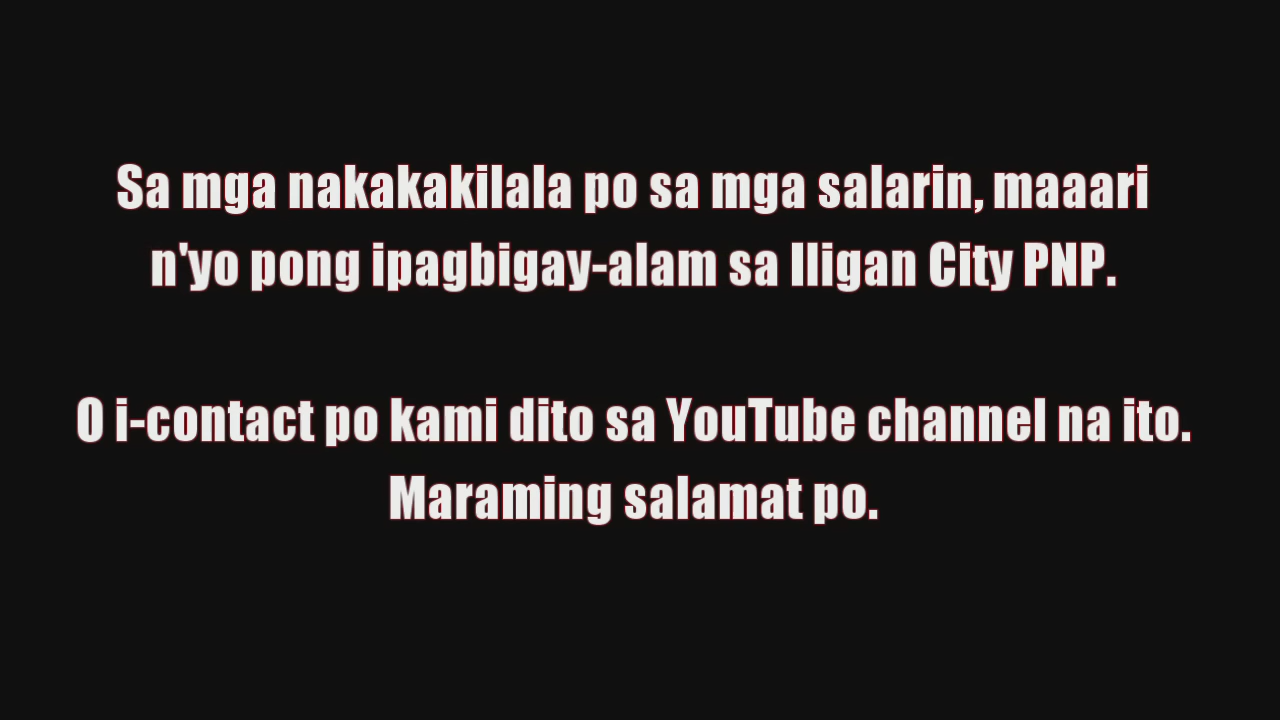 Sa mga nakakakilala po sa mga salarin, maaari
n'yo pong ipagbigay-alam sa Iligan City PNP.
O i-contact po kami dito sa YouTube channel na ito.
Maraming salamat po.